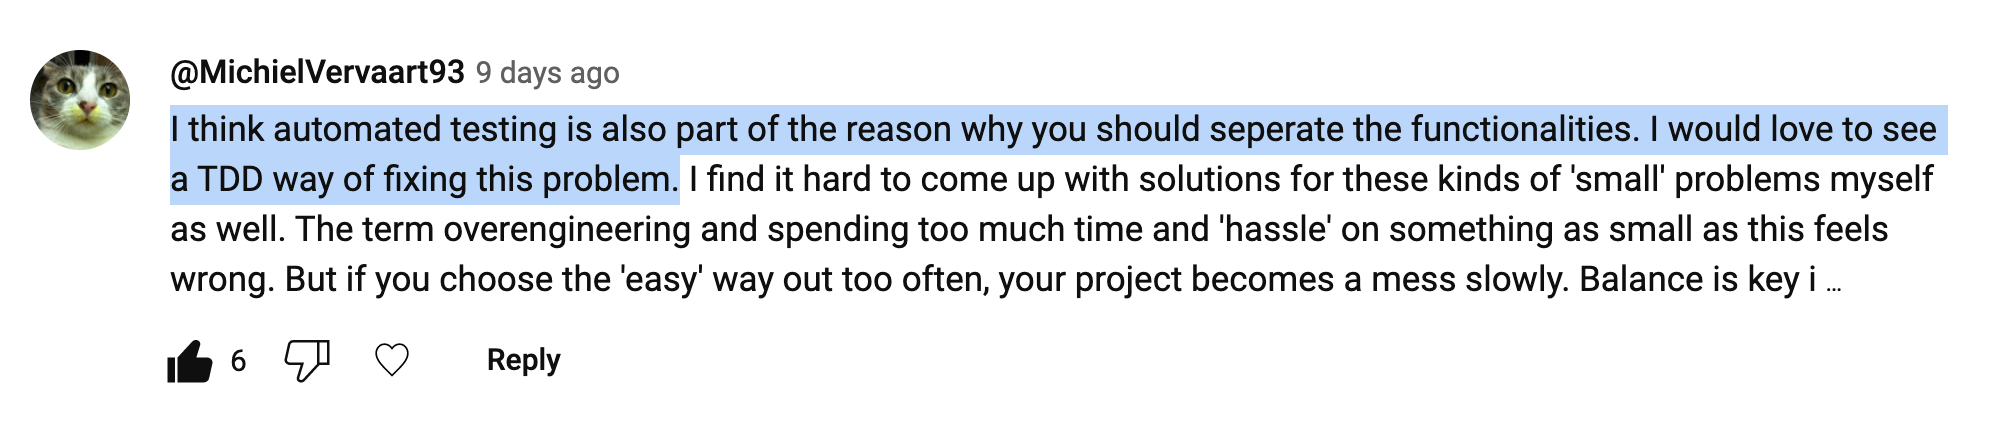 @MichielVervaart93 9 days ago
I think automated testing is also part of the reason why you should seperate the functionalities. I would love to see
a TDD way of fixing this problem. I find it hard to come up with solutions for these kinds of 'small' problems myself
as well. The term overengineering and spending too much time and 'hassle' on something as small as this feels
wrong. But if you choose the 'easy' way out too often, your project becomes a mess slowly. Balance is key i ...
6 Reply